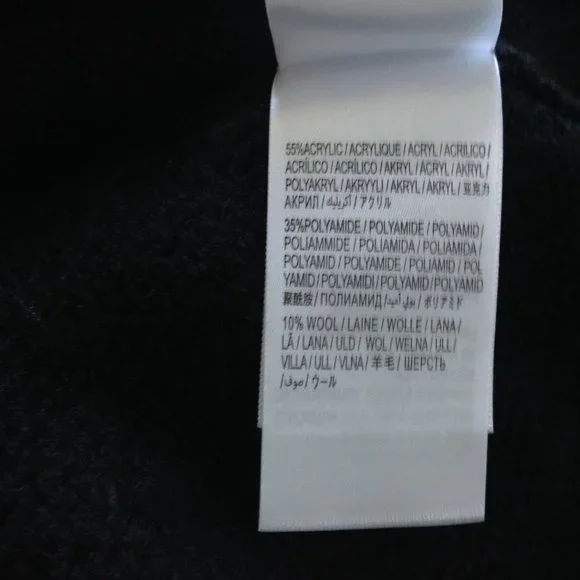 55%ACRYLIC / ACRYLIQUE / ACRYL / ACRILICO /
ACRÍLICO / ACRÍLICO / AKRYL / ACRYL / AKRYL /
POLYAKRYL / AKRYYLI / AKRYL / AKRYL / 亚克力
АКРИЛ / أكريليك / アクリル
35%POLYAMIDE / POLYAMIDE / POLYAMID /
POLIAMMIDE / POLIAMIDA / POLIAMIDA /
POLYAMID / POLYAMIDE / POLIAMID / POL
YAMID / POLYAMIDI / POLYAMID / POLYAMID /
聚酰胺 / ПОЛИАМИД / بولي أميد / ポリアミド
10% WOOL / LAINE / WOLLE / LANA /
LÃ / LANA / ULD / WOL / WELNA / ULL /
VILLA / ULL / VLNA / 羊毛 / ШЕРСТЬ
/ صوف / ウール